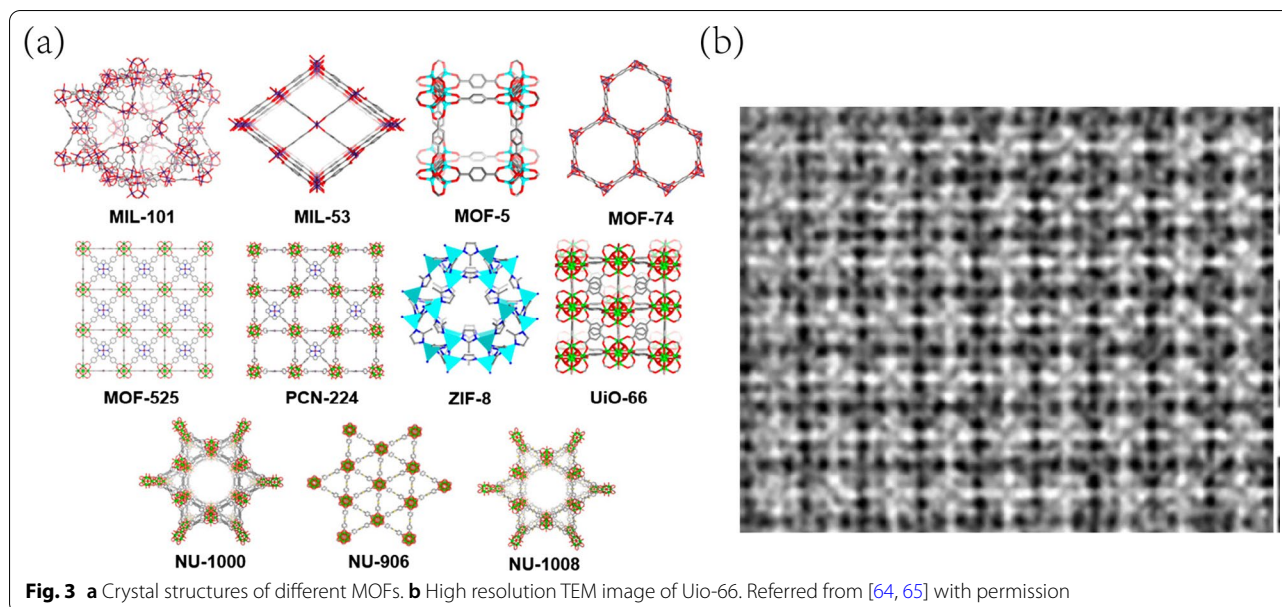 (a)
(b)
MIL-101
MIL-53
MOF-5
MOF-74
MOF-525
PCN-224
ZIF-8
UiO-66
NU-1000
NU-906
NU-1008
Fig. 3 a Crystal structures of different MOFs. b High resolution TEM image of Uio-66. Referred from [64, 65] with permission